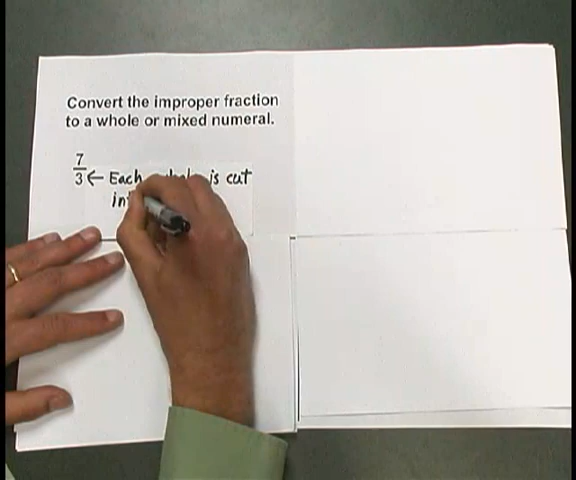 Convert the improper fraction
to a whole or mixed numeral.
7
3 ← Each is cut